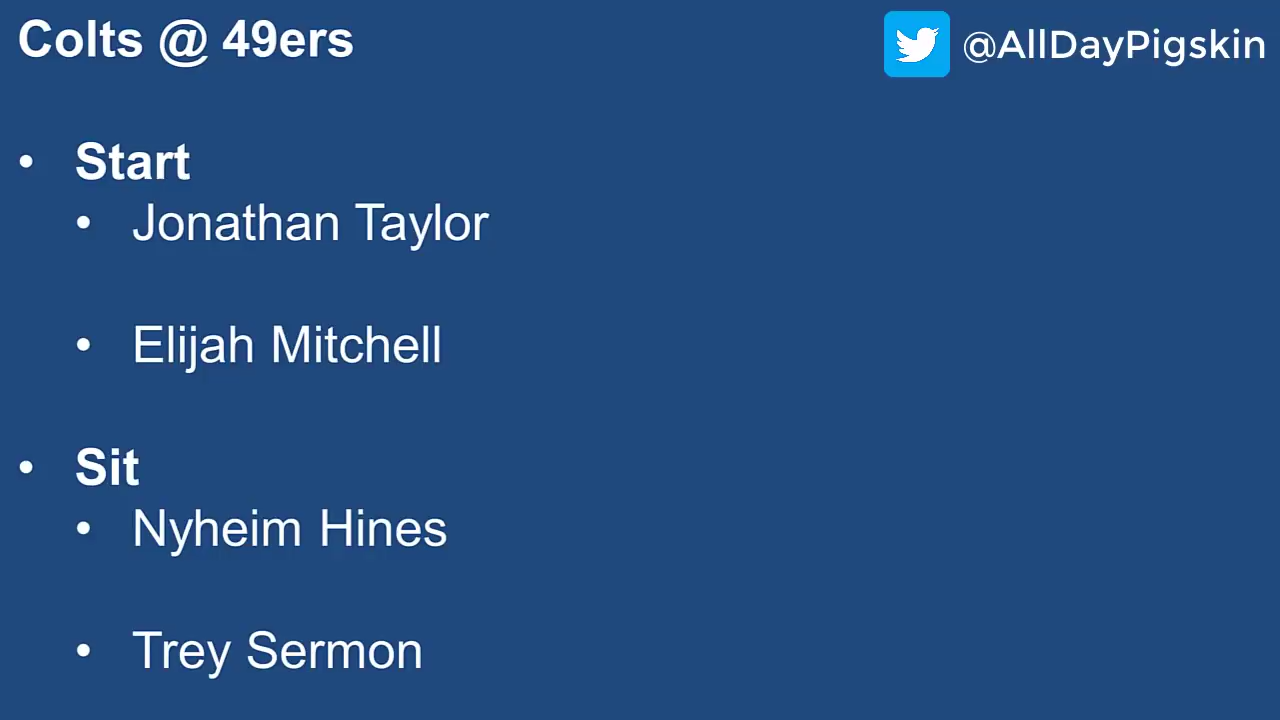 Colts @ 49ers
@AllDayPigskin
• Start
• Jonathan Taylor
• Elijah Mitchell
• Sit
• Nyheim Hines
• Trey Sermon